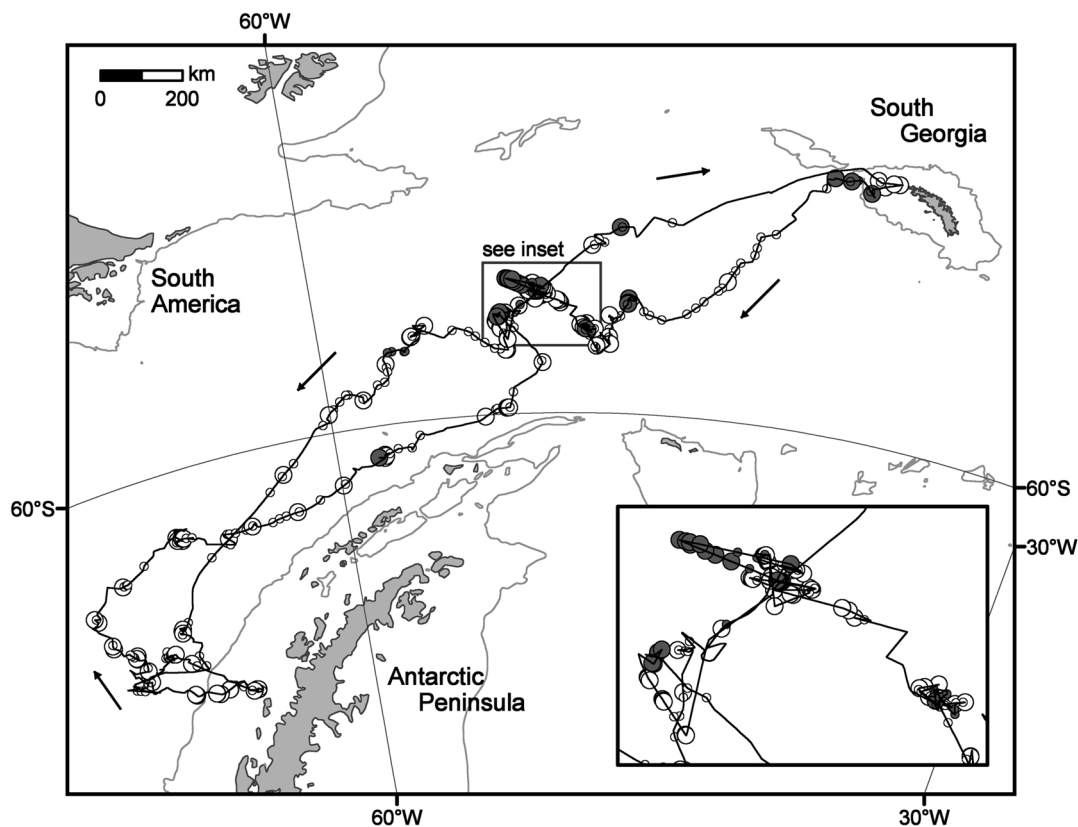 60°W
km
0 200
South
Georgia
see inset
South
America
60°S
60°S
30°W
Antarctic
Peninsula
60°W
30°W